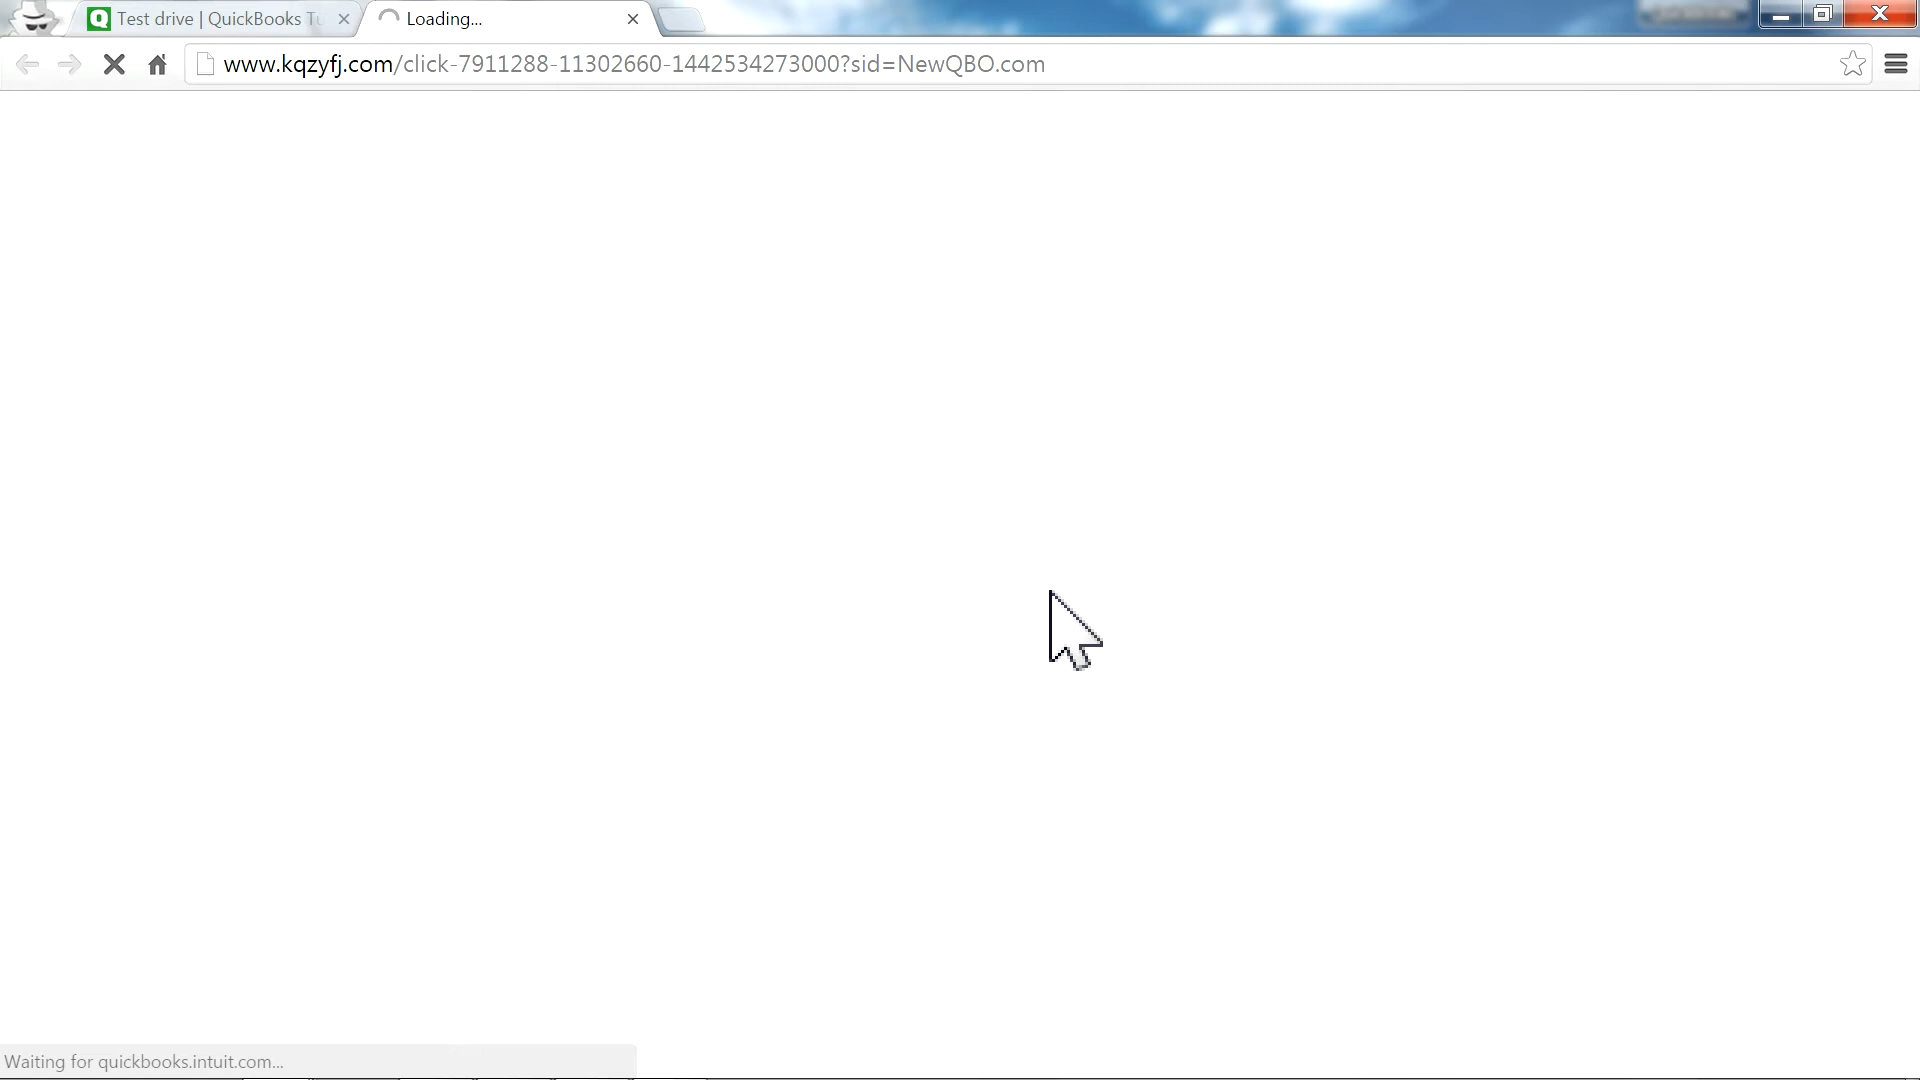 Test drive | QuickBooks Tu
Loading...
www.kqzyfj.com/click-7911288-11302660-1442534273000?sid=NewQBO.com
Waiting for quickbooks.intuit.com...